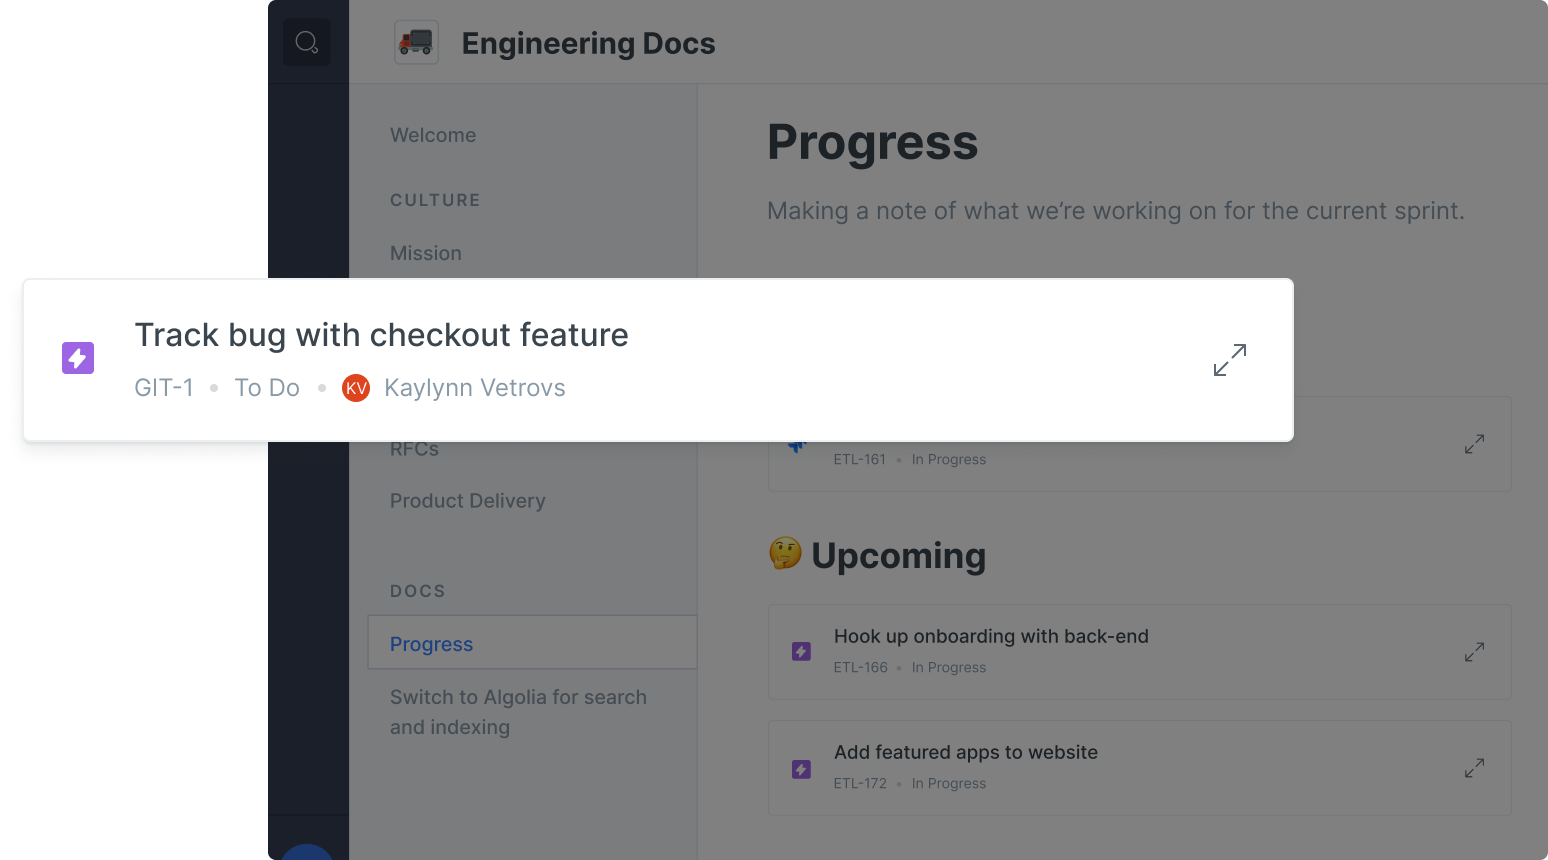 Engineering Docs
Welcome
CULTURE
Mission
RFCs
Product Delivery
DOCS
Progress
Switch to Algolia for search
and indexing
Progress
Making a note of what we’re working on for the current sprint.
Track bug with checkout feature
GIT-1 • To Do • KV Kaylynn Vetrovs
ETL-161 • In Progress
🤔 Upcoming
Hook up onboarding with back-end
ETL-166 • In Progress
Add featured apps to website
ETL-172 • In Progress